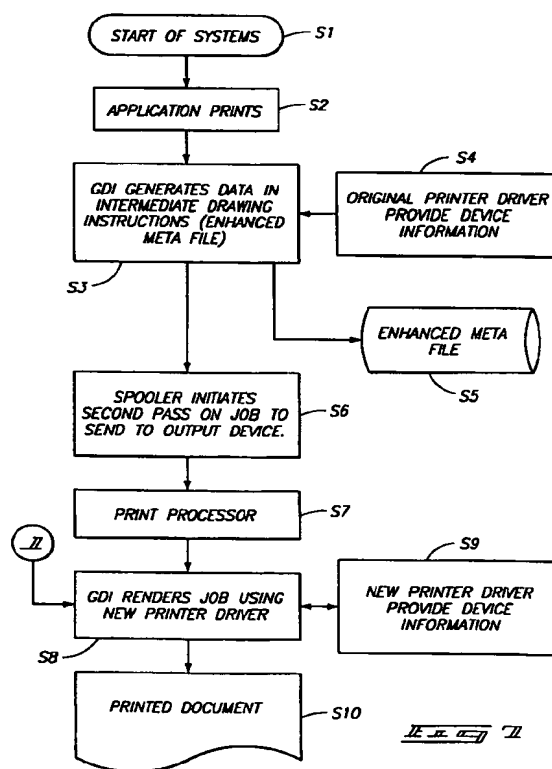 START OF SYSTEMS
S1
APPLICATION PRINTS
S2
GDI GENERATES DATA IN
INTERMEDIATE DRAWING
INSTRUCTIONS (ENHANCED
META FILE)
S3
S4
ORIGINAL PRINTER DRIVER
PROVIDE DEVICE
INFORMATION
ENHANCED META
FILE
S5
SPOOLER INITIATES
SECOND PASS ON JOB TO
SEND TO OUTPUT DEVICE.
S6
PRINT PROCESSOR
S7
GDI RENDERS JOB USING
NEW PRINTER DRIVER
S8
S9
NEW PRINTER DRIVER
PROVIDE DEVICE
INFORMATION
PRINTED DOCUMENT
S10